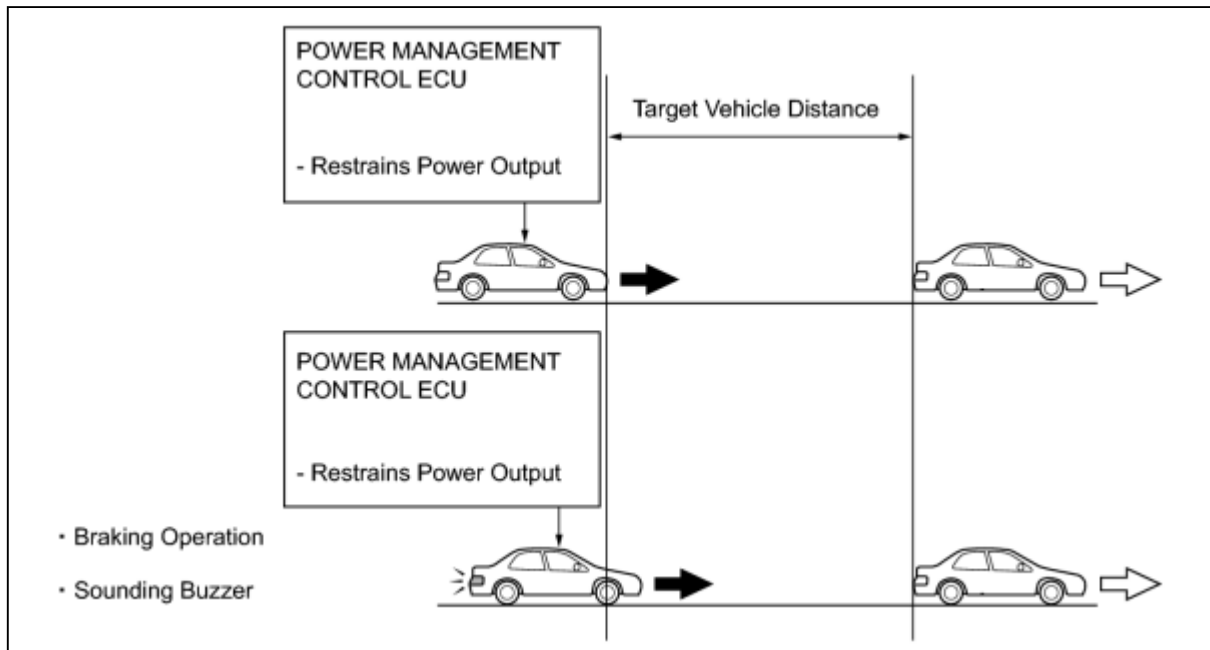 POWER MANAGEMENT
CONTROL ECU
- Restrains Power Output
Target Vehicle Distance
POWER MANAGEMENT
CONTROL ECU
- Restrains Power Output
・ Braking Operation
・ Sounding Buzzer